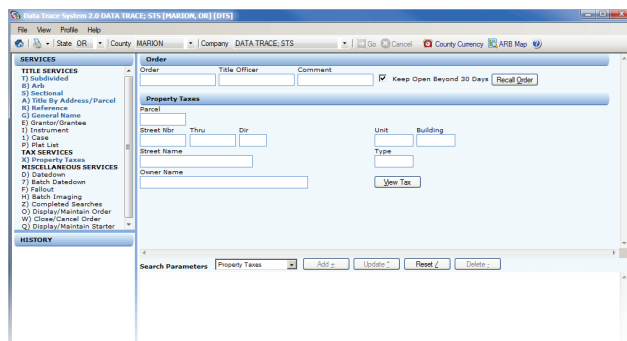 Data Trace System 2.0 DATA TRACE; STS [MARION, OR] [DTS]
File View Profile Help
State OR County MARION Company DATA TRACE; STS Go Cancel County Currency ARB Map
SERVICES
TITLE SERVICES
T) Subdivided
B) Arb
S) Sectional
A) Title By Address/Parcel
R) Reference
G) General Name
E) Grantor/Grantee
I) Instrument
1) Case
P) Plat List
TAX SERVICES
X) Property Taxes
MISCELLANEOUS SERVICES
D) Datedown
7) Batch Datedown
F) Fallout
H) Batch Imaging
Z) Completed Searches
O) Display/Maintain Order
W) Close/Cancel Order
Q) Display/Maintain Starter
HISTORY
Order
Order Title Officer Comment
Keep Open Beyond 30 Days Recall Order
Property Taxes
Parcel
Street Nbr Thru Dir Unit Building
Street Name Type
Owner Name
View Tax
Search Parameters Property Taxes Add + Update * Reset / Delete -